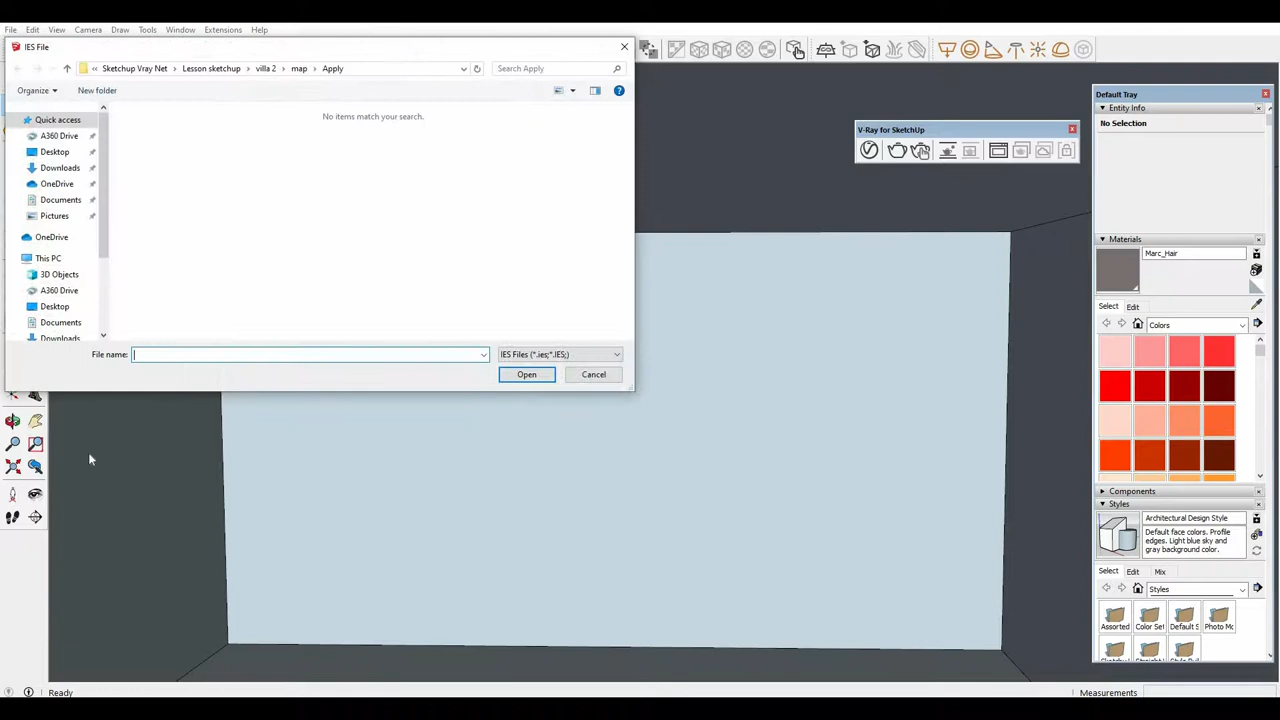 File Edit View Camera Draw Tools Window Extensions Help
IES File
« Sketchup Vray Net > Lesson sketchup > villa 2 > map > Apply
Search Apply
Organize
New folder
No items match your search.
Quick access
A360 Drive
Desktop
Downloads
OneDrive
Documents
Pictures
OneDrive
This PC
3D Objects
A360 Drive
Desktop
Documents
Downloads
File name:
IES Files (*.ies;*.IES;)
Open
Cancel
V-Ray for SketchUp
Default Tray
Entity Info
No Selection
Materials
Marc_Hair
Select Edit
Colors
Components
Styles
Architectural Design Style
Default face colors. Profile
edges. Light blue sky and
gray background color.
Select Edit Mix
Styles
Assorted
Color Set
Default S
Photo Mo
Ready
Measurements